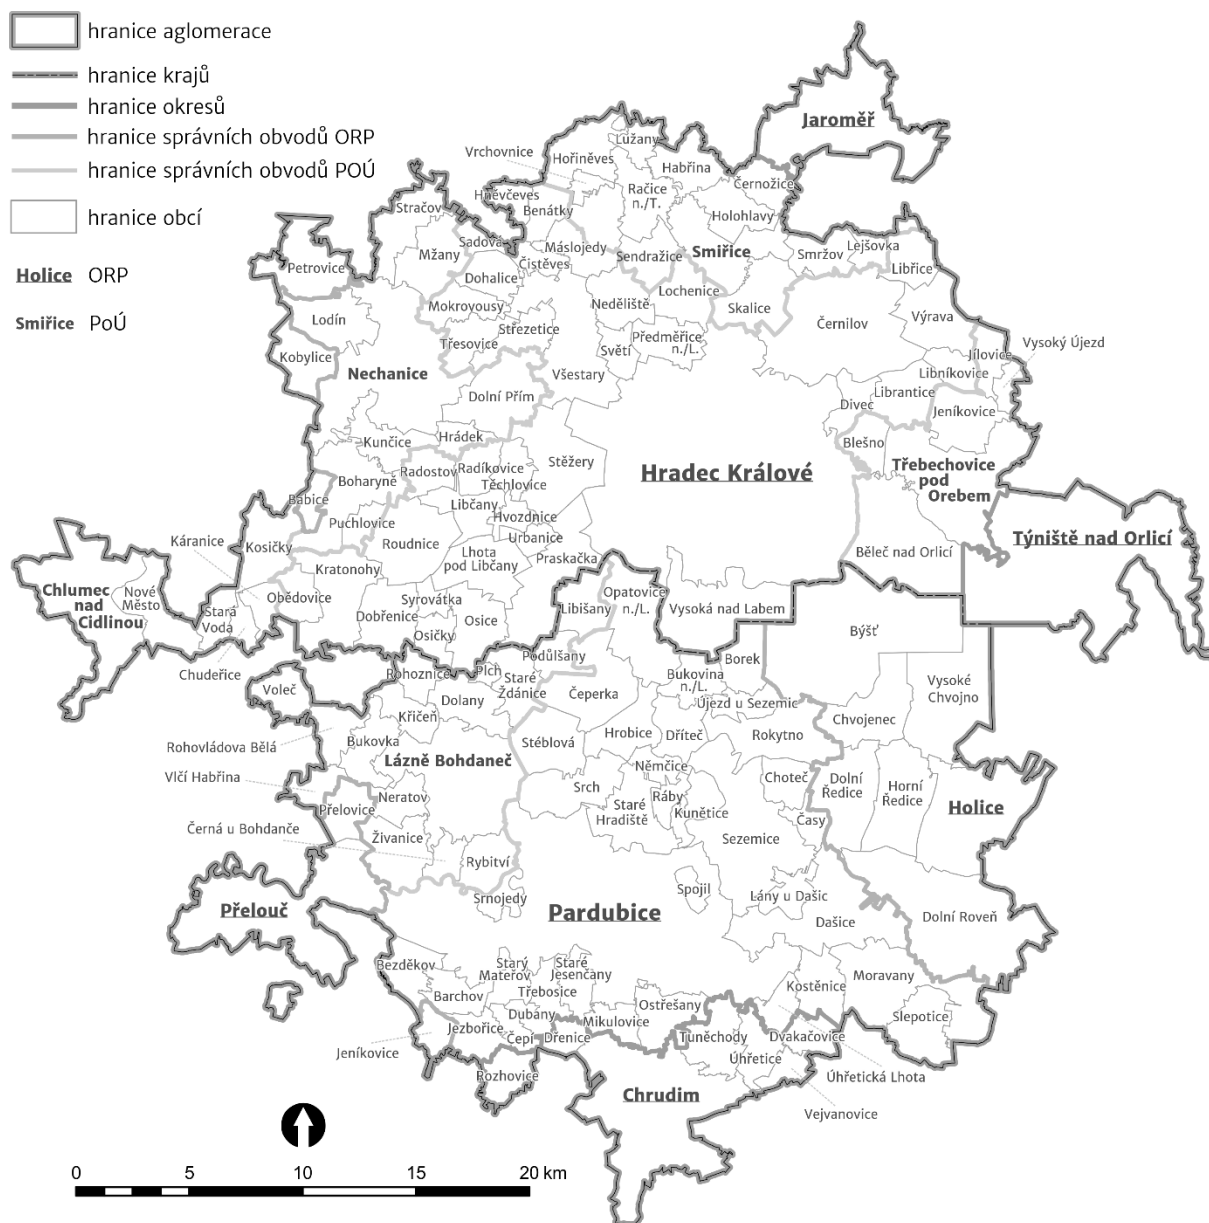 hranice aglomerace
hranice krajů
hranice okresů
hranice správních obvodů ORP
hranice správních obvodů POÚ
hranice obcí
Holice ORP
Smiřice PoÚ
Jaroměř
Lužany
Vrchovnice
Hořiněves
Habřina
Černožice
Račice
n./T.
Hněvčeves
Benátky
Holohlavy
Stračov
Sadová
Mžany
Máslojedy
Čistěves
Sendražice
Smiřice
Smržov
Lejšovka
Libřice
Petrovice
Dohalice
Lochenice
Skalice
Mokrovousy
Neděliště
Lodín
Střezetice
Černilov
Výrava
Třesovice
Předměřice
n./L.
Světí
Kobylice
Jílovice
Vysoký Újezd
Nechanice
Všestary
Libníkovice
Dolní Přím
Librantice
Divec
Jeníkovice
Kunčice
Hrádek
Blešno
Stěžery
Hradec Králové
Třebechovice
pod
Orebem
Radostov
Radíkovice
Těchlovice
Boharyně
Babice
Libčany
Puchlovice
Hvozdnice
Urbanice
Týniště nad Orlicí
Káranice
Kosičky
Roudnice
Lhota
pod Libčany
Praskačka
Běleč nad Orlicí
Kratonohy
Chlumec
nad
Cidlinou
Nové
Město
Obědovice
Syrovátka
Opatovice
n./L.
Libišany
Vysoká nad Labem
Stará
Voda
Dobřenice
Osice
Osičky
Býšť
Chudeřice
Podůlšany
Borek
Rohoznice
Plch
Bukovina
n./L.
Voleč
Staré
Ždánice
Čeperka
Vysoké
Chvojno
Dolany
Újezd u Sezemic
Křičeň
Chvojenec
Rohovládova Bělá
Bukovka
Stéblová
Hrobice
Dříteč
Rokytno
Lázně Bohdaneč
Němčice
Vlčí Habřina
Choteč
Dolní
Ředice
Horní
Ředice
Srch
Přelovice
Neratov
Staré
Hradiště
Ráby
Kunětice
Holice
Časy
Černá u Bohdanče
Živanice
Sezemice
Rybitví
Spojil
Srnojedy
Lány u Dašic
Přelouč
Pardubice
Dašice
Dolní Roveň
Bezděkov
Starý
Mateřov
Staré
Jesenčany
Moravany
Kostěnice
Třebosice
Barchov
Ostřešany
Dubany
Mikulovice
Slepotice
Jezbořice
Čepí
Dřenice
Tuněchody
Dvakačovice
Jeníkovice
Úhřetice
Rozhovice
Úhřetická Lhota
Chrudim
Vejvanovice
0 5 10 15 20 km